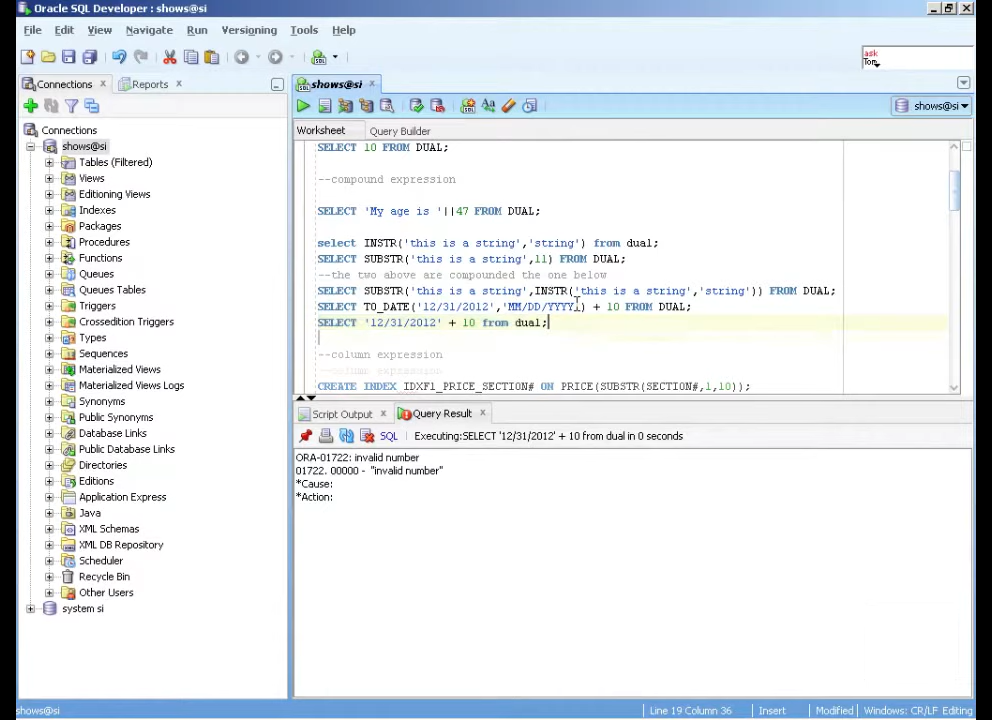 Oracle SQL Developer : shows@si
File Edit View Navigate Run Versioning Tools Help
ask
Tom
Connections
Reports
shows@si
shows@si
Worksheet
Query Builder
Connections
shows@si
Tables (Filtered)
Views
Editioning Views
Indexes
Packages
Procedures
Functions
Queues
Queues Tables
Triggers
Crossedition Triggers
Types
Sequences
Materialized Views
Materialized Views Logs
Synonyms
Public Synonyms
Database Links
Public Database Links
Directories
Editions
Application Express
Java
XML Schemas
XML DB Repository
Scheduler
Recycle Bin
Other Users
system si
SELECT 10 FROM DUAL;
--compound expression
SELECT 'My age is '||47 FROM DUAL;
select INSTR('this is a string','string') from dual;
SELECT SUBSTR('this is a string',11) FROM DUAL;
--the two above are compounded the one below
SELECT SUBSTR('this is a string',INSTR('this is a string','string')) FROM DUAL;
SELECT TO_DATE('12/31/2012','MM/DD/YYYY') + 10 FROM DUAL;
SELECT '12/31/2012' + 10 from dual;
--column expression
--column expression
CREATE INDEX IDXF1_PRICE_SECTION# ON PRICE(SUBSTR(SECTION#,1,10));
Script Output
Query Result
SQL
Executing:SELECT '12/31/2012' + 10 from dual in 0 seconds
ORA-01722: invalid number
01722. 00000 - "invalid number"
*Cause:
*Action:
shows@si
Line 19 Column 36
Insert
Modified
Windows: CR/LF Editing